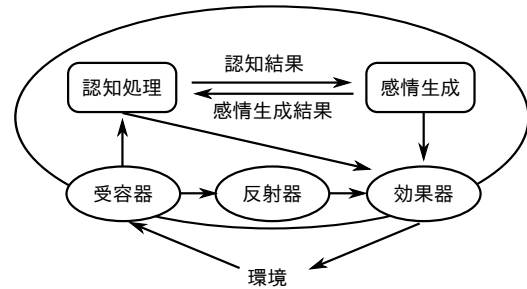 認知結果
認知処理
感情生成
感情生成結果
受容器
反射器
効果器
環境